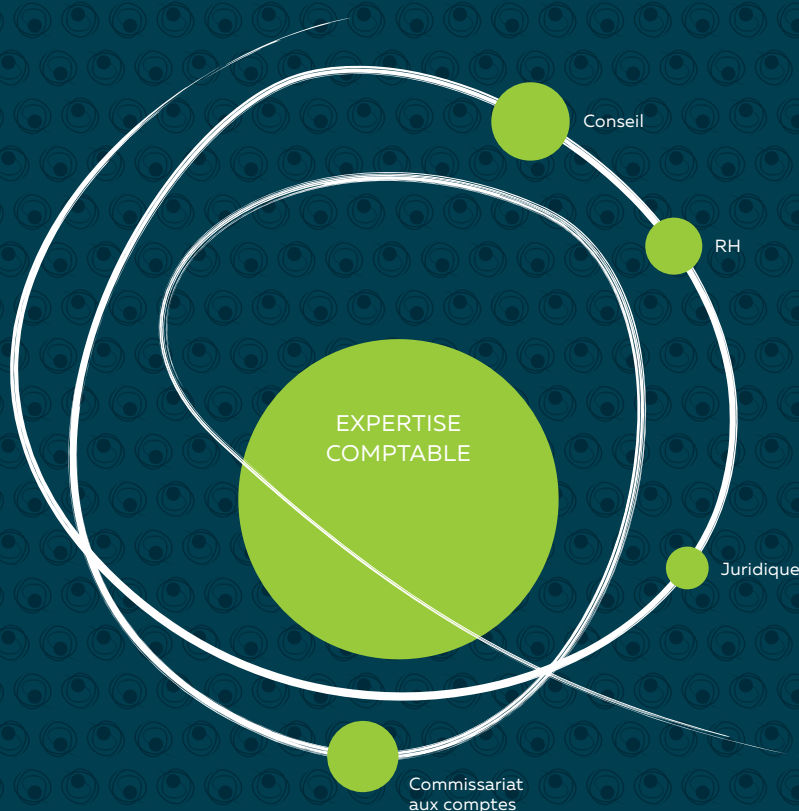 Conseil
RH
EXPERTISE
COMPTABLE
Juridique
Commissariat
aux comptes